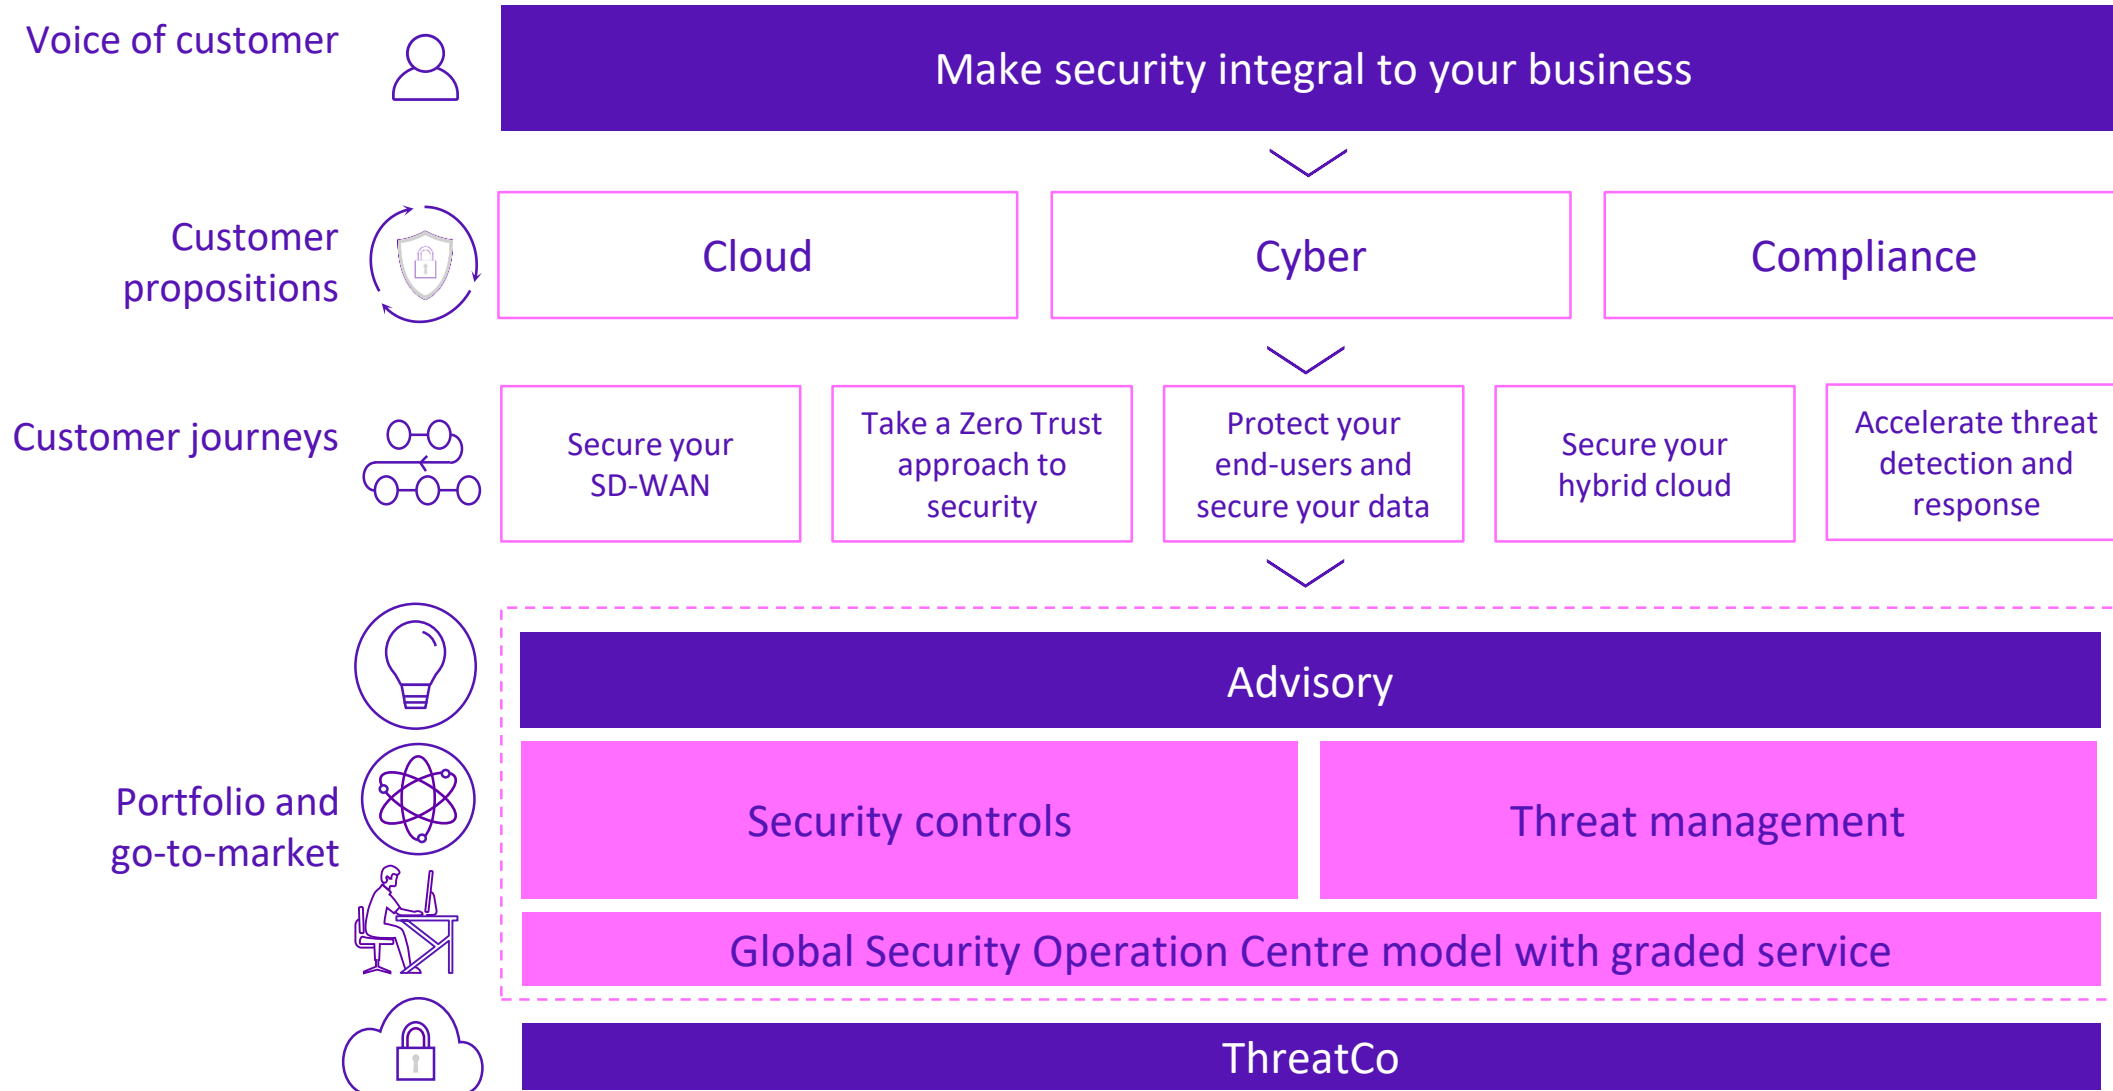 Voice of customer
Make security integral to your business
Customer
propositions
Cloud
Cyber
Compliance
Customer journeys
Secure your
SD-WAN
Take a Zero Trust
approach to
security
Protect your
end-users and
secure your data
Secure your
hybrid cloud
Accelerate threat
detection and
response
Portfolio and
go-to-market
Advisory
Security controls
Threat management
Global Security Operation Centre model with graded service
ThreatCo